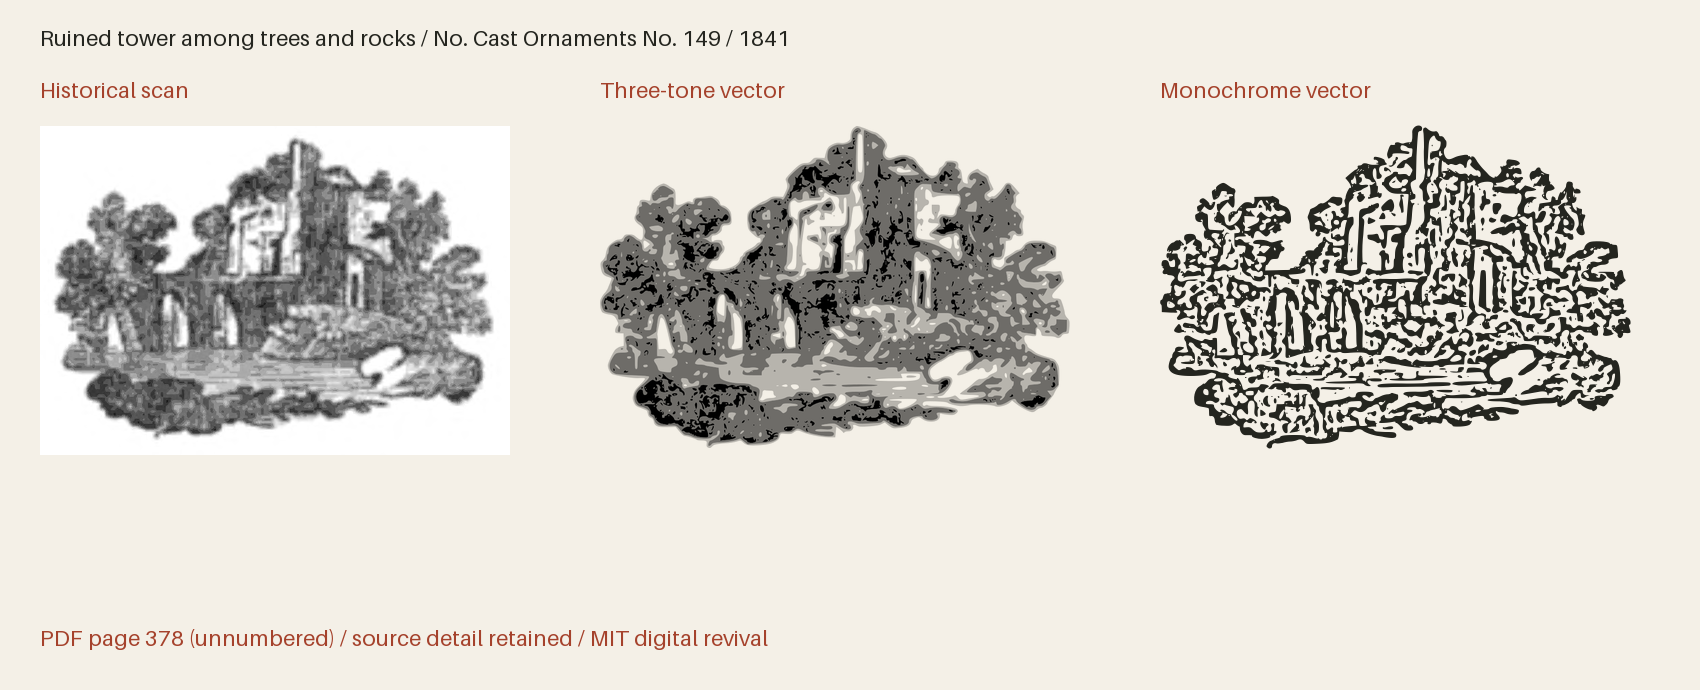 Ruined tower among trees and rocks / No. Cast Ornaments No. 149 / 1841
Historical scan
Three-tone vector
Monochrome vector
PDF page 378 (unnumbered) / source detail retained / MIT digital revival